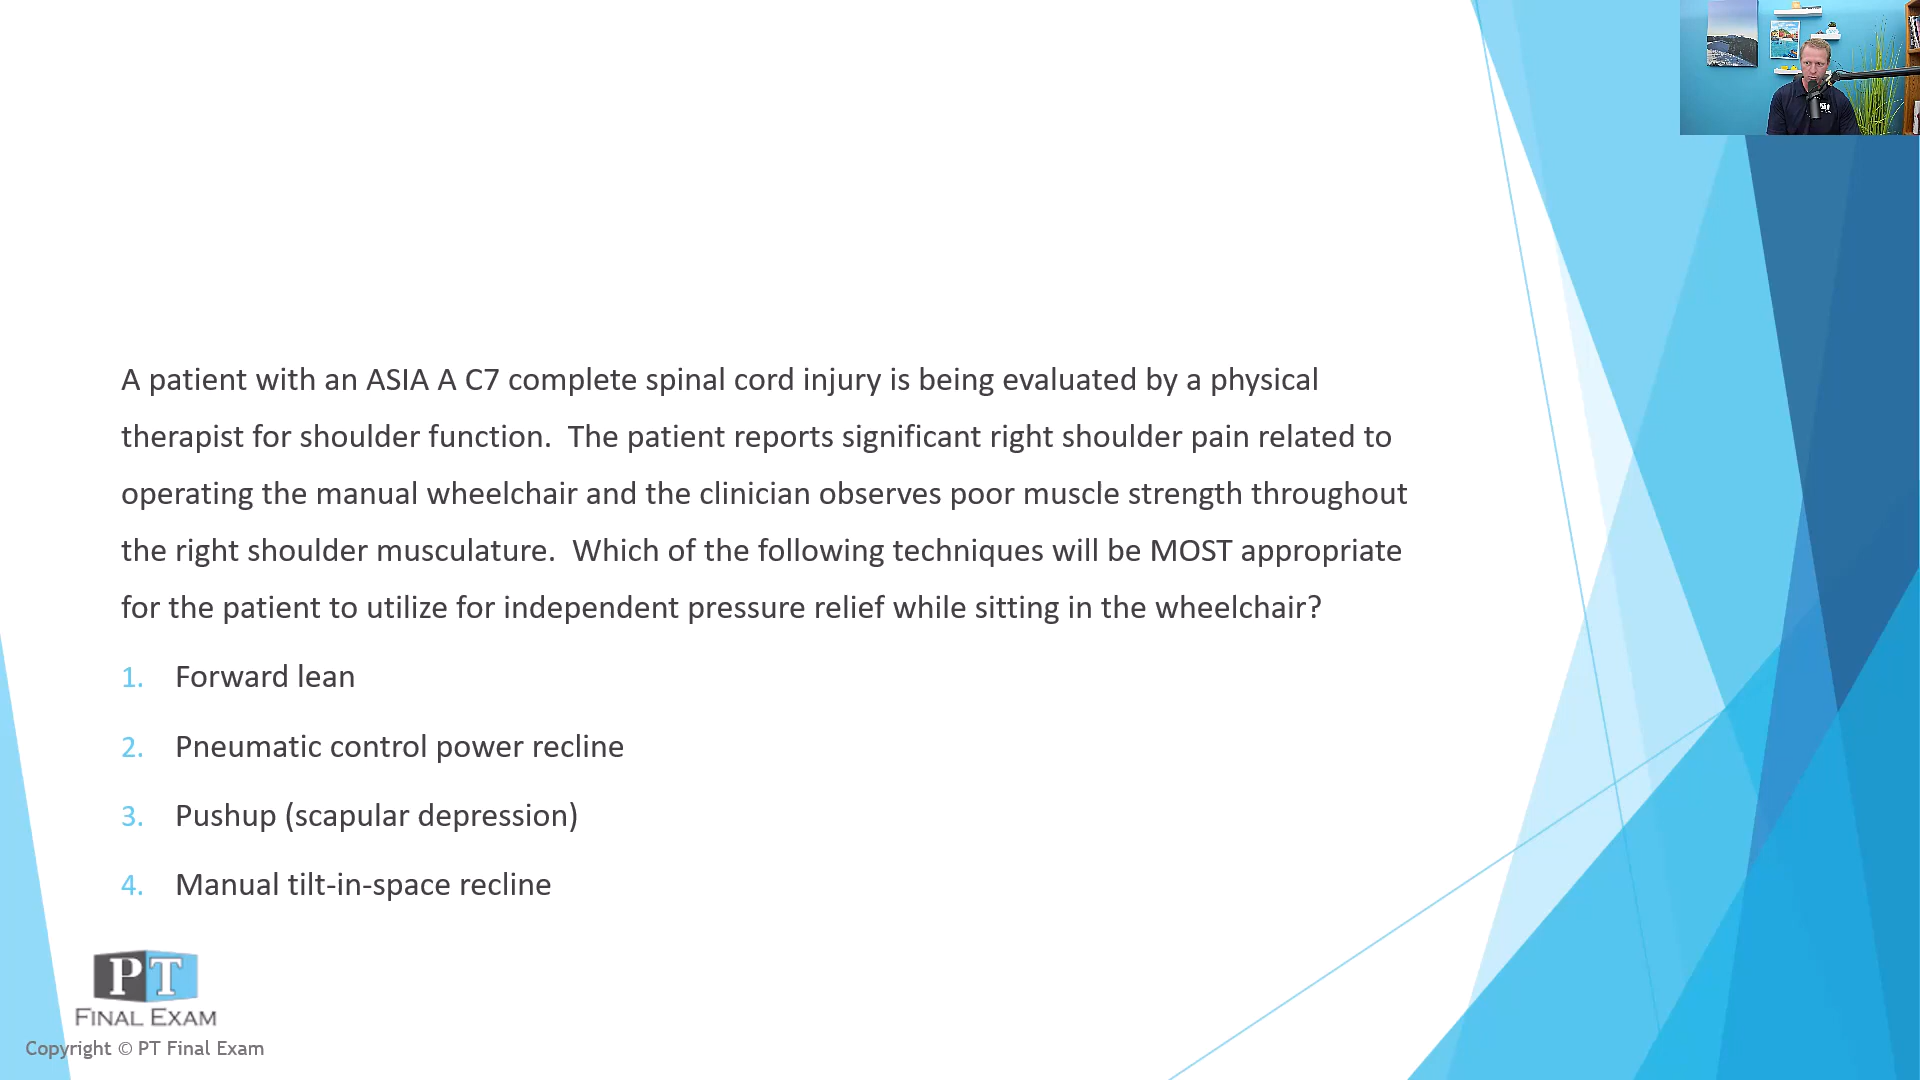 A patient with an ASIA A C7 complete spinal cord injury is being evaluated by a physical
therapist for shoulder function.  The patient reports significant right shoulder pain related to
operating the manual wheelchair and the clinician observes poor muscle strength throughout
the right shoulder musculature.  Which of the following techniques will be MOST appropriate
for the patient to utilize for independent pressure relief while sitting in the wheelchair?
1. Forward lean
2. Pneumatic control power recline
3. Pushup (scapular depression)
4. Manual tilt-in-space recline
PT
FINAL EXAM
Copyright © PT Final Exam